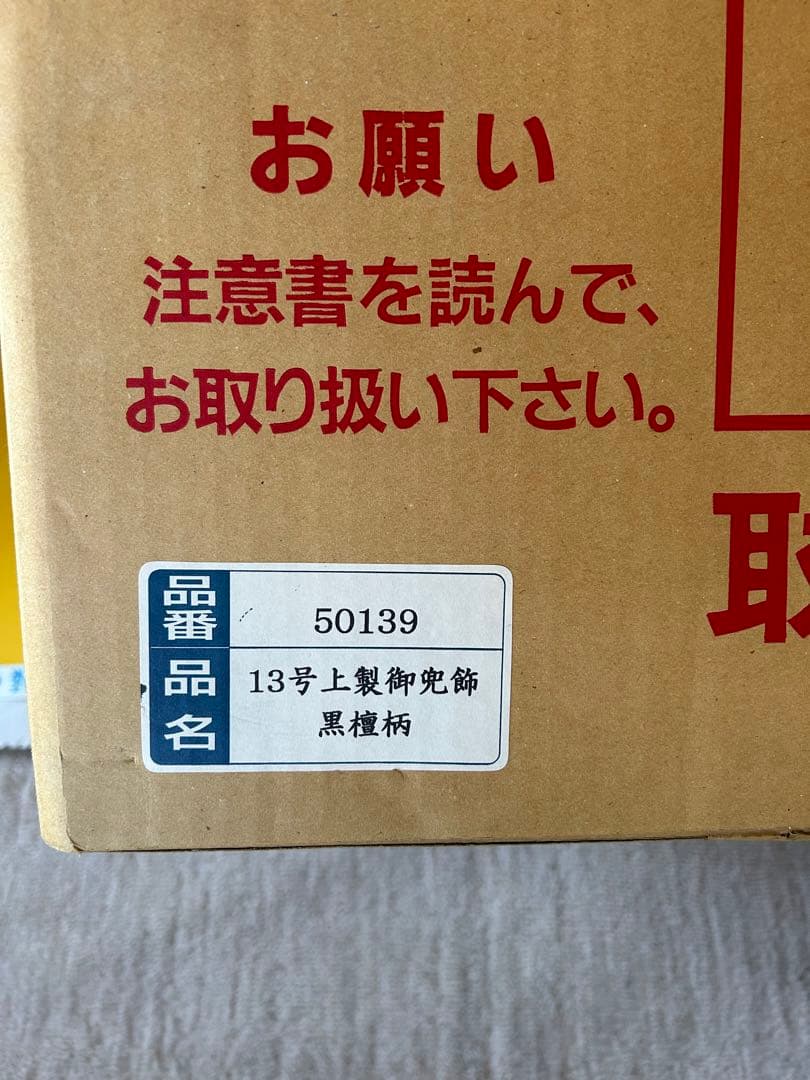 お願い
注意書を読んで、
お取り扱い下さい。
品番 50139
品名 13号上製御兜飾
黒檀柄